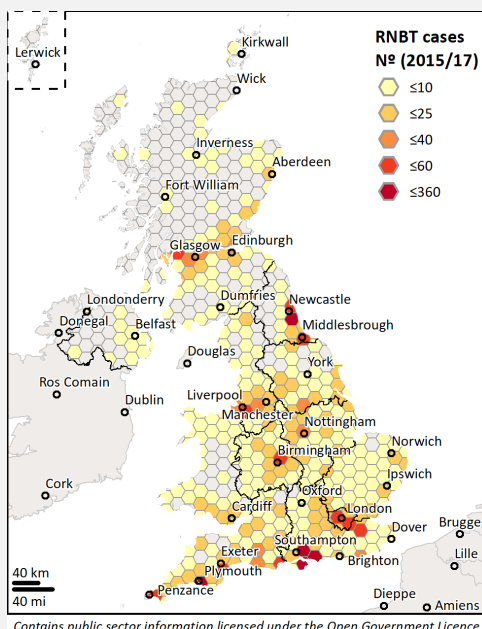 Lerwick
Kirkwall
Wick
RNBT cases
Nº (2015/17)
≤10
≤25
≤40
≤60
≤360
Inverness
Aberdeen
Fort William
Glasgow
Edinburgh
Londonderry
Dumfries
Newcastle
Donegal
Belfast
Middlesbrough
Douglas
York
Ros Comain
Dublin
Liverpool
Manchester
Nottingham
Norwich
Birmingham
Ipswich
Cork
Oxford
Cardiff
London
Dover
Brugge
Southampton
Exeter
Brighton
Lille
Plymouth
40 km
40 mi
Penzance
Dieppe
Amiens
Contains public sector information licensed under the Open Government Licence